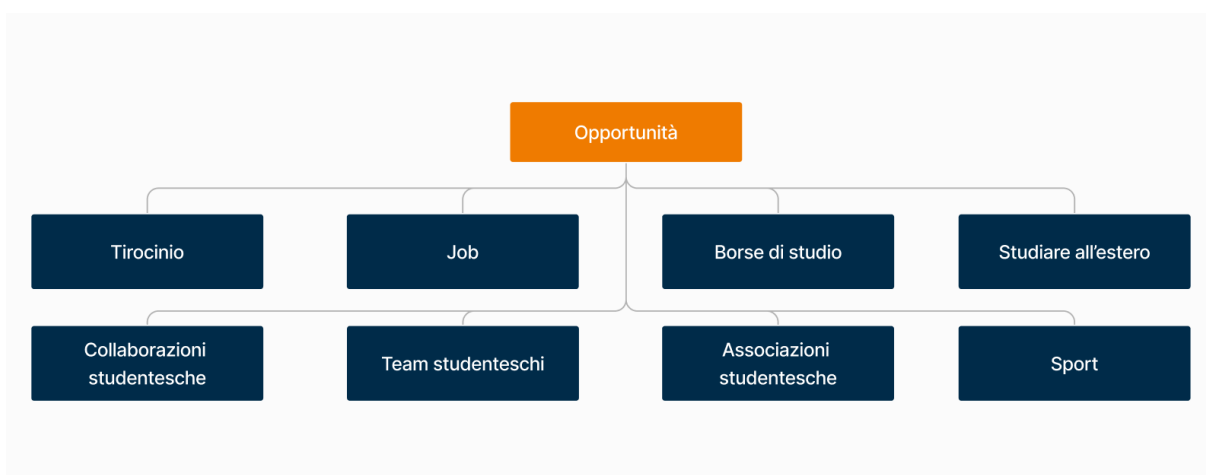 Opportunità
Tirocinio
Job
Borse di studio
Studiare all’estero
Collaborazioni
studentesche
Team studenteschi
Associazioni
studentesche
Sport